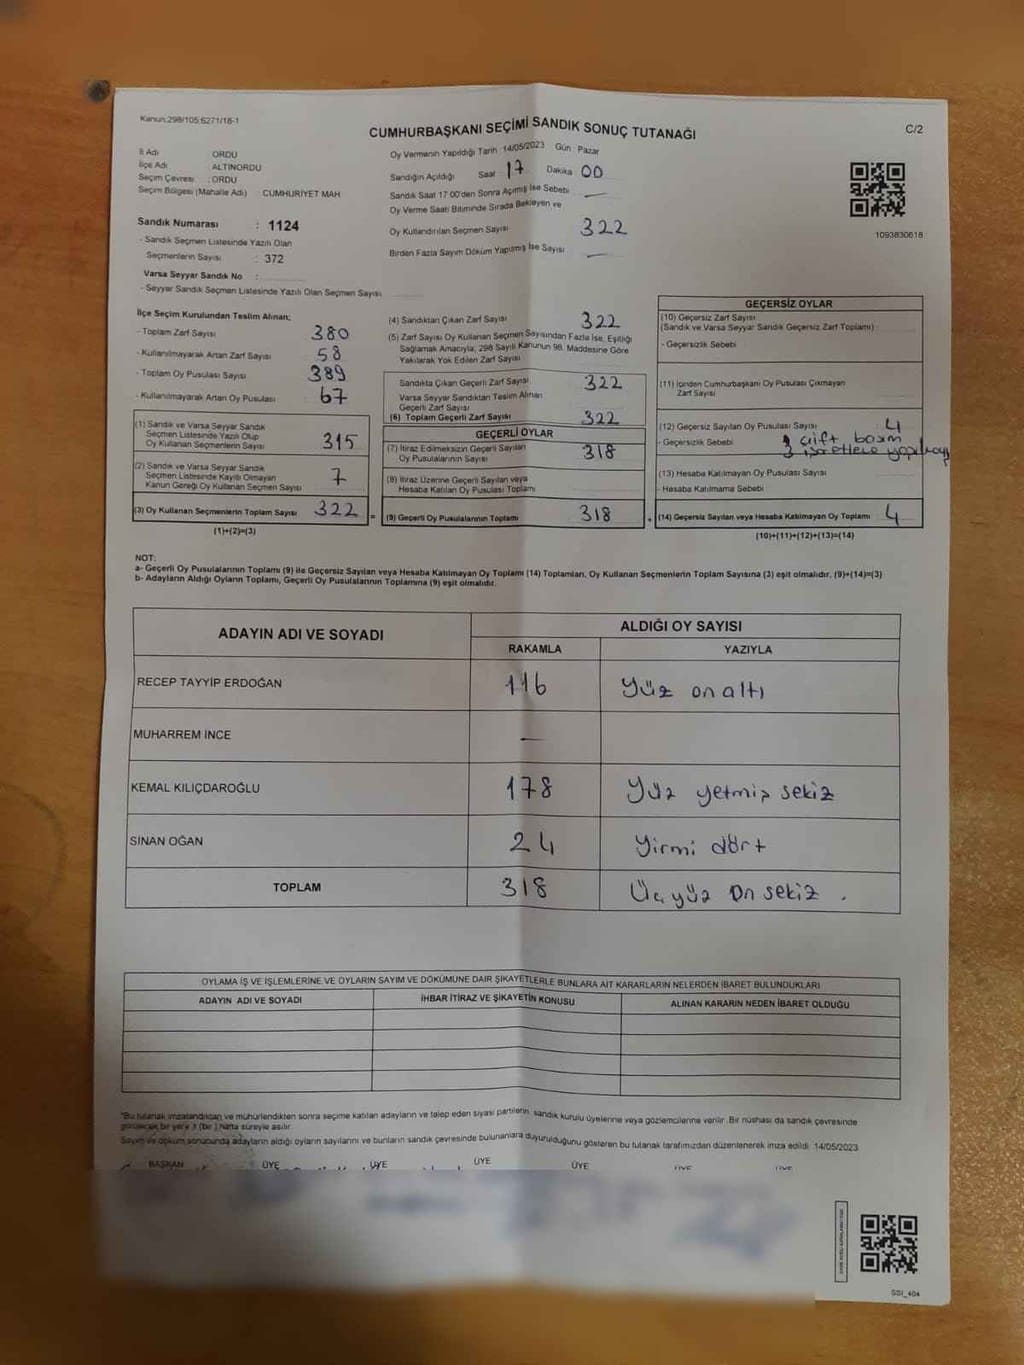 Kanun:298/105;6271/18-1
CUMHURBAŞKANI SEÇİMİ SANDIK SONUÇ TUTANAĞI
C/2
İl Adı ORDU
İlçe Adı ALTINORDU
Seçim Çevresi : ORDU
Seçim Bölgesi (Mahalle Adı) CUMHURİYET MAH
Sandık Numarası : 1124
- Sandık Seçmen Listesinde Yazılı Olan
Seçmenlerin Sayısı : 372
Varsa Seyyar Sandık No :
- Seyyar Sandık Seçmen Listesinde Yazılı Olan Seçmen Sayısı
Oy Vermenin Yapıldığı Tarih :14/05/2023 Gün Pazar
Sandığın Açıldığı Saat 17 Dakika 00
Sandık Saat 17:00'den Sonra Açılmış İse Sebebi —
Oy Verme Saati Bitiminde Sırada Bekleyen ve
Oy Kullandırılan Seçmen Sayısı 322
Birden Fazla Sayım Döküm Yapılmış İse Sayısı —
1093830618
İlçe Seçim Kurulundan Teslim Alınan;
- Toplam Zarf Sayısı 380
- Kullanılmayarak Artan Zarf Sayısı 58
- Toplam Oy Pusulası Sayısı 389
- Kullanılmayarak Artan Oy Pusulası 67
(1) Sandık ve Varsa Seyyar Sandık
Seçmen Listesinde Yazılı Olup
Oy Kullanan Seçmenlerin Sayısı 315
(2) Sandık ve Varsa Seyyar Sandık
Seçmen Listesinde Kayıtlı Olmayan
Kanun Gereği Oy Kullanan Seçmen Sayısı 7
(3) Oy Kullanan Seçmenlerin Toplam Sayısı 322 =
(1)+(2)=(3)
(4) Sandıktan Çıkan Zarf Sayısı 322
(5) Zarf Sayısı Oy Kullanan Seçmen Sayısından Fazla İse, Eşitliği
Sağlamak Amacıyla, 298 Sayılı Kanunun 98. Maddesine Göre
Yakılarak Yok Edilen Zarf Sayısı
Sandıkta Çıkan Geçerli Zarf Sayısı 322
Varsa Seyyar Sandıktan Teslim Alınan
Geçerli Zarf Sayısı
(6) Toplam Geçerli Zarf Sayısı 322
GEÇERLİ OYLAR
(7) İtiraz Edilmeksizin Geçerli Sayılan
Oy Pusulalarının Sayısı 318
(8) İtiraz Üzerine Geçerli Sayılan veya
Hesaba Katılan Oy Pusulası Toplamı
(9) Geçerli Oy Pusulalarının Toplamı 318
GEÇERSİZ OYLAR
(10) Geçersiz Zarf Sayısı
(Sandık ve Varsa Seyyar Sandık Geçersiz Zarf Toplamı)
- Geçersizlik Sebebi
(11) İçinden Cumhurbaşkanı Oy Pusulası Çıkmayan
Zarf Sayısı
(12) Geçersiz Sayılan Oy Pusulası Sayısı 4
- Geçersizlik Sebebi çift basım
3
(13) Hesaba Katılmayan Oy Pusulası Sayısı
- Hesaba Katılmama Sebebi
(14) Geçersiz Sayılan veya Hesaba Katılmayan Oy Toplamı 4
(10)+(11)+(12)+(13)=(14)
NOT:
a- Geçerli Oy Pusulalarının Toplamı (9) ile Geçersiz Sayılan veya Hesaba Katılmayan Oy Toplamı (14) Toplamları, Oy Kullanan Seçmenlerin Toplam Sayısına (3) eşit olmalıdır, (9)+(14)=(3)
b- Adayların Aldığı Oyların Toplamı, Geçerli Oy Pusulalarının Toplamına (9) eşit olmalıdır.
ADAYIN ADI VE SOYADI
ALDIĞI OY SAYISI
RAKAMLA YAZIYLA
RECEP TAYYİP ERDOĞAN 116 Yüz on altı
MUHARREM İNCE —
KEMAL KILIÇDAROĞLU 178 Yüz yetmiş sekiz
SİNAN OĞAN 24 Yirmi dört
TOPLAM 318 Üç yüz on sekiz .
OYLAMA İŞ VE İŞLEMLERİNE VE OYLARIN SAYIM VE DÖKÜMÜNE DAİR ŞİKAYETLERLE BUNLARA AİT KARARLARIN NELERDEN İBARET BULUNDUKLARI
ADAYIN ADI VE SOYADI İHBAR İTİRAZ VE ŞİKAYETİN KONUSU ALINAN KARARIN NEDEN İBARET OLDUĞU
"Bu tutanak imzalandıktan ve mühürlendikten sonra seçime katılan adayların ve talep eden siyasi partilerin sandık kurulu üyelerine veya gözlemcilerine verilir. Bir nüshası da sandık çevresinde
görülecek bir yere 1 (bir) hafta süreyle asılır.
Sayım ve döküm sonucunda adayların aldığı oyların sayılarını ve bunların sandık çevresinde bulunanlara duyurulduğunu gösteren bu tutanak tarafımızdan düzenlenerek imza edildi. 14/05/2023
BAŞKAN ÜYE ÜYE ÜYE ÜYE ÜYE ÜYE
SSI_404